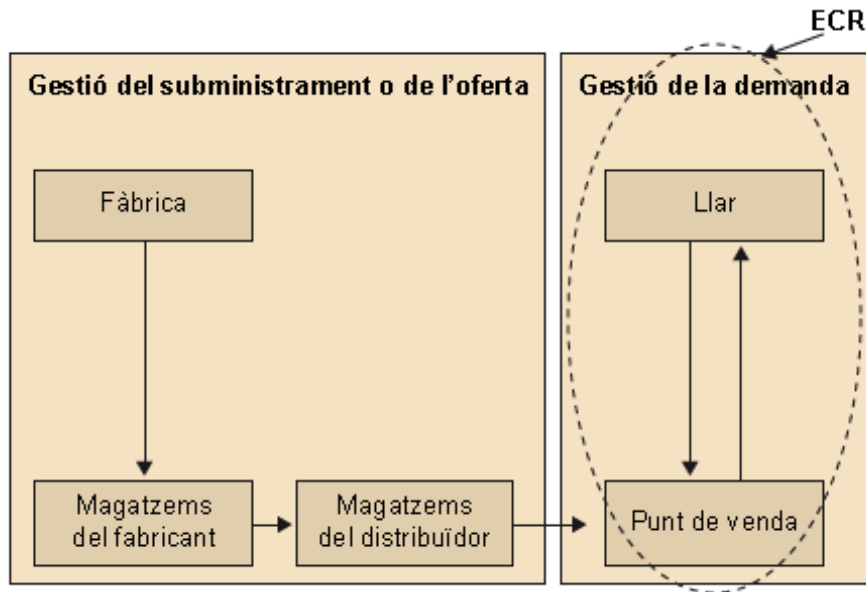 ECR
Gestió del subministrament o de l'oferta
Gestió de la demanda
Fàbrica
Llar
Magatzems
del fabricant
Magatzems
del distribuïdor
Punt de venda